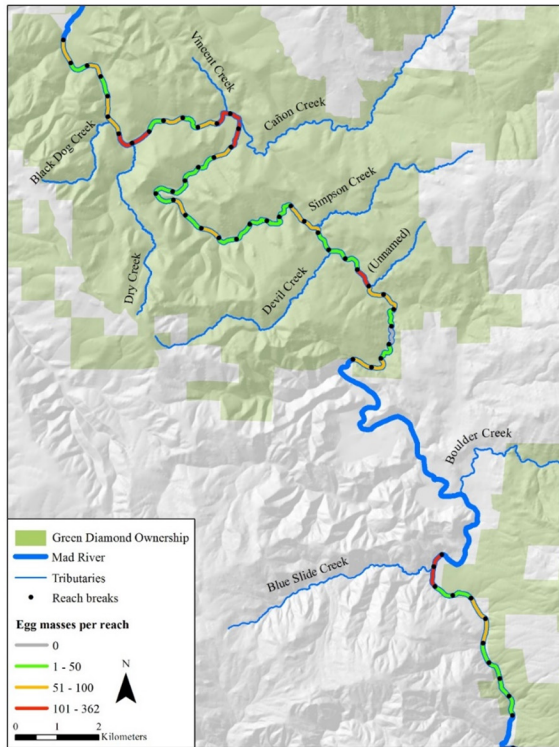 Vincent Creek
Cañon Creek
Black Dog Creek
Simpson Creek
(Unnamed)
Dry Creek
Devil Creek
Boulder Creek
Blue Slide Creek
Green Diamond Ownership
Mad River
Tributaries
Reach breaks
Egg masses per reach
0
1 - 50
51 - 100
101 - 362
N
0 1 2
Kilometers